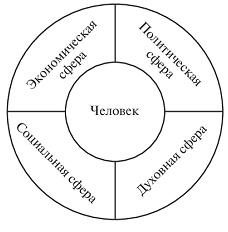 Экономическая
сфера
Политическая
сфера
Человек
Социальная сфера
Духовная сфера